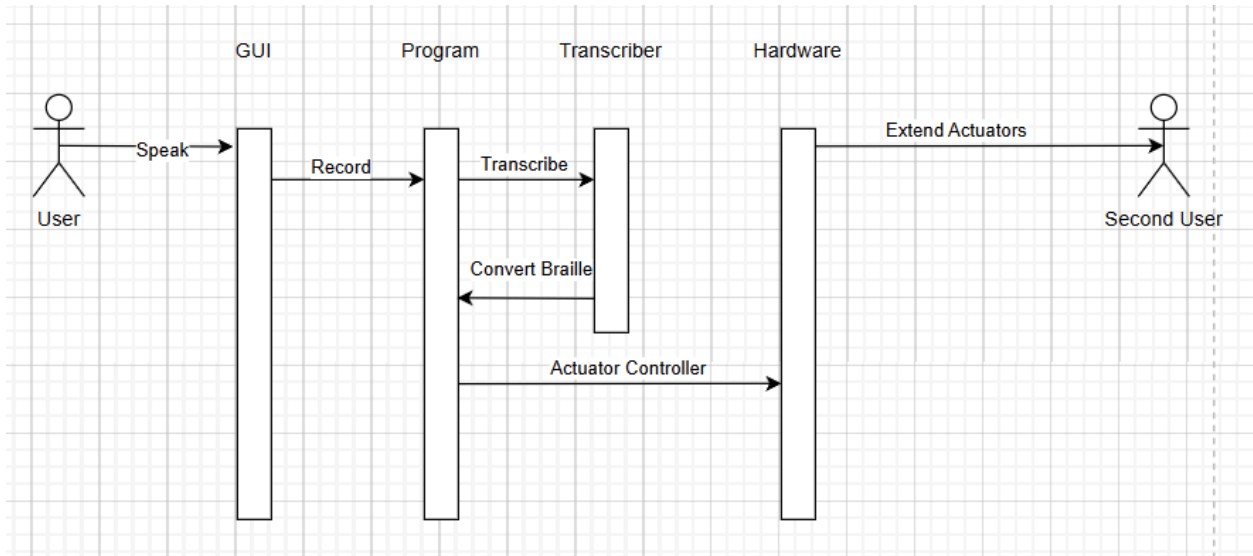 GUI
Program
Transcriber
Hardware
Extend Actuators
Speak
Record
Transcribe
User
Second User
Convert Braille
Actuator Controller